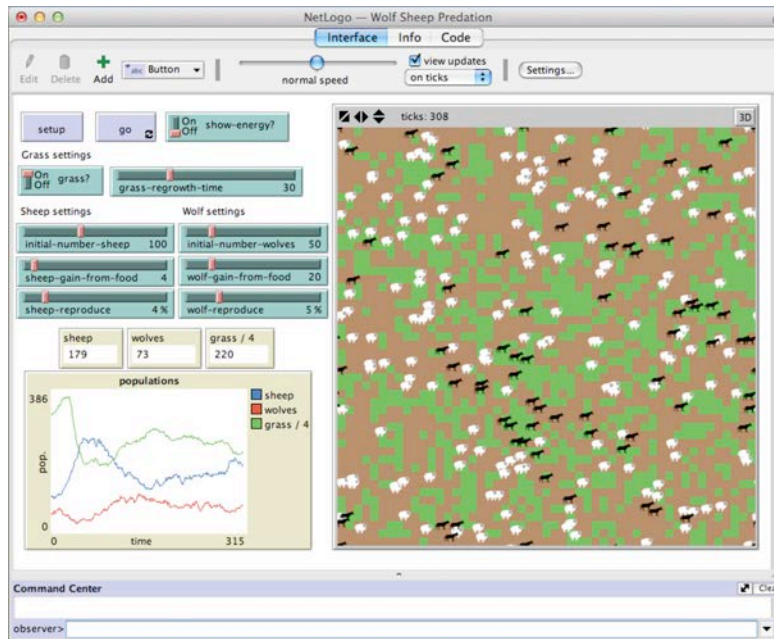 NetLogo — Wolf Sheep Predation
Interface Info Code
Edit Delete Add abc Button normal speed view updates on ticks Settings...
setup go On Off show-energy? ticks: 308 3D
Grass settings
On Off grass? grass-regrowth-time 30
Sheep settings Wolf settings
initial-number-sheep 100 initial-number-wolves 50
sheep-gain-from-food 4 wolf-gain-from-food 20
sheep-reproduce 4 % wolf-reproduce 5 %
sheep wolves grass / 4
179 73 220
populations
386
pop.
0
0 time 315
sheep
wolves
grass / 4
Command Center Clea
observer>